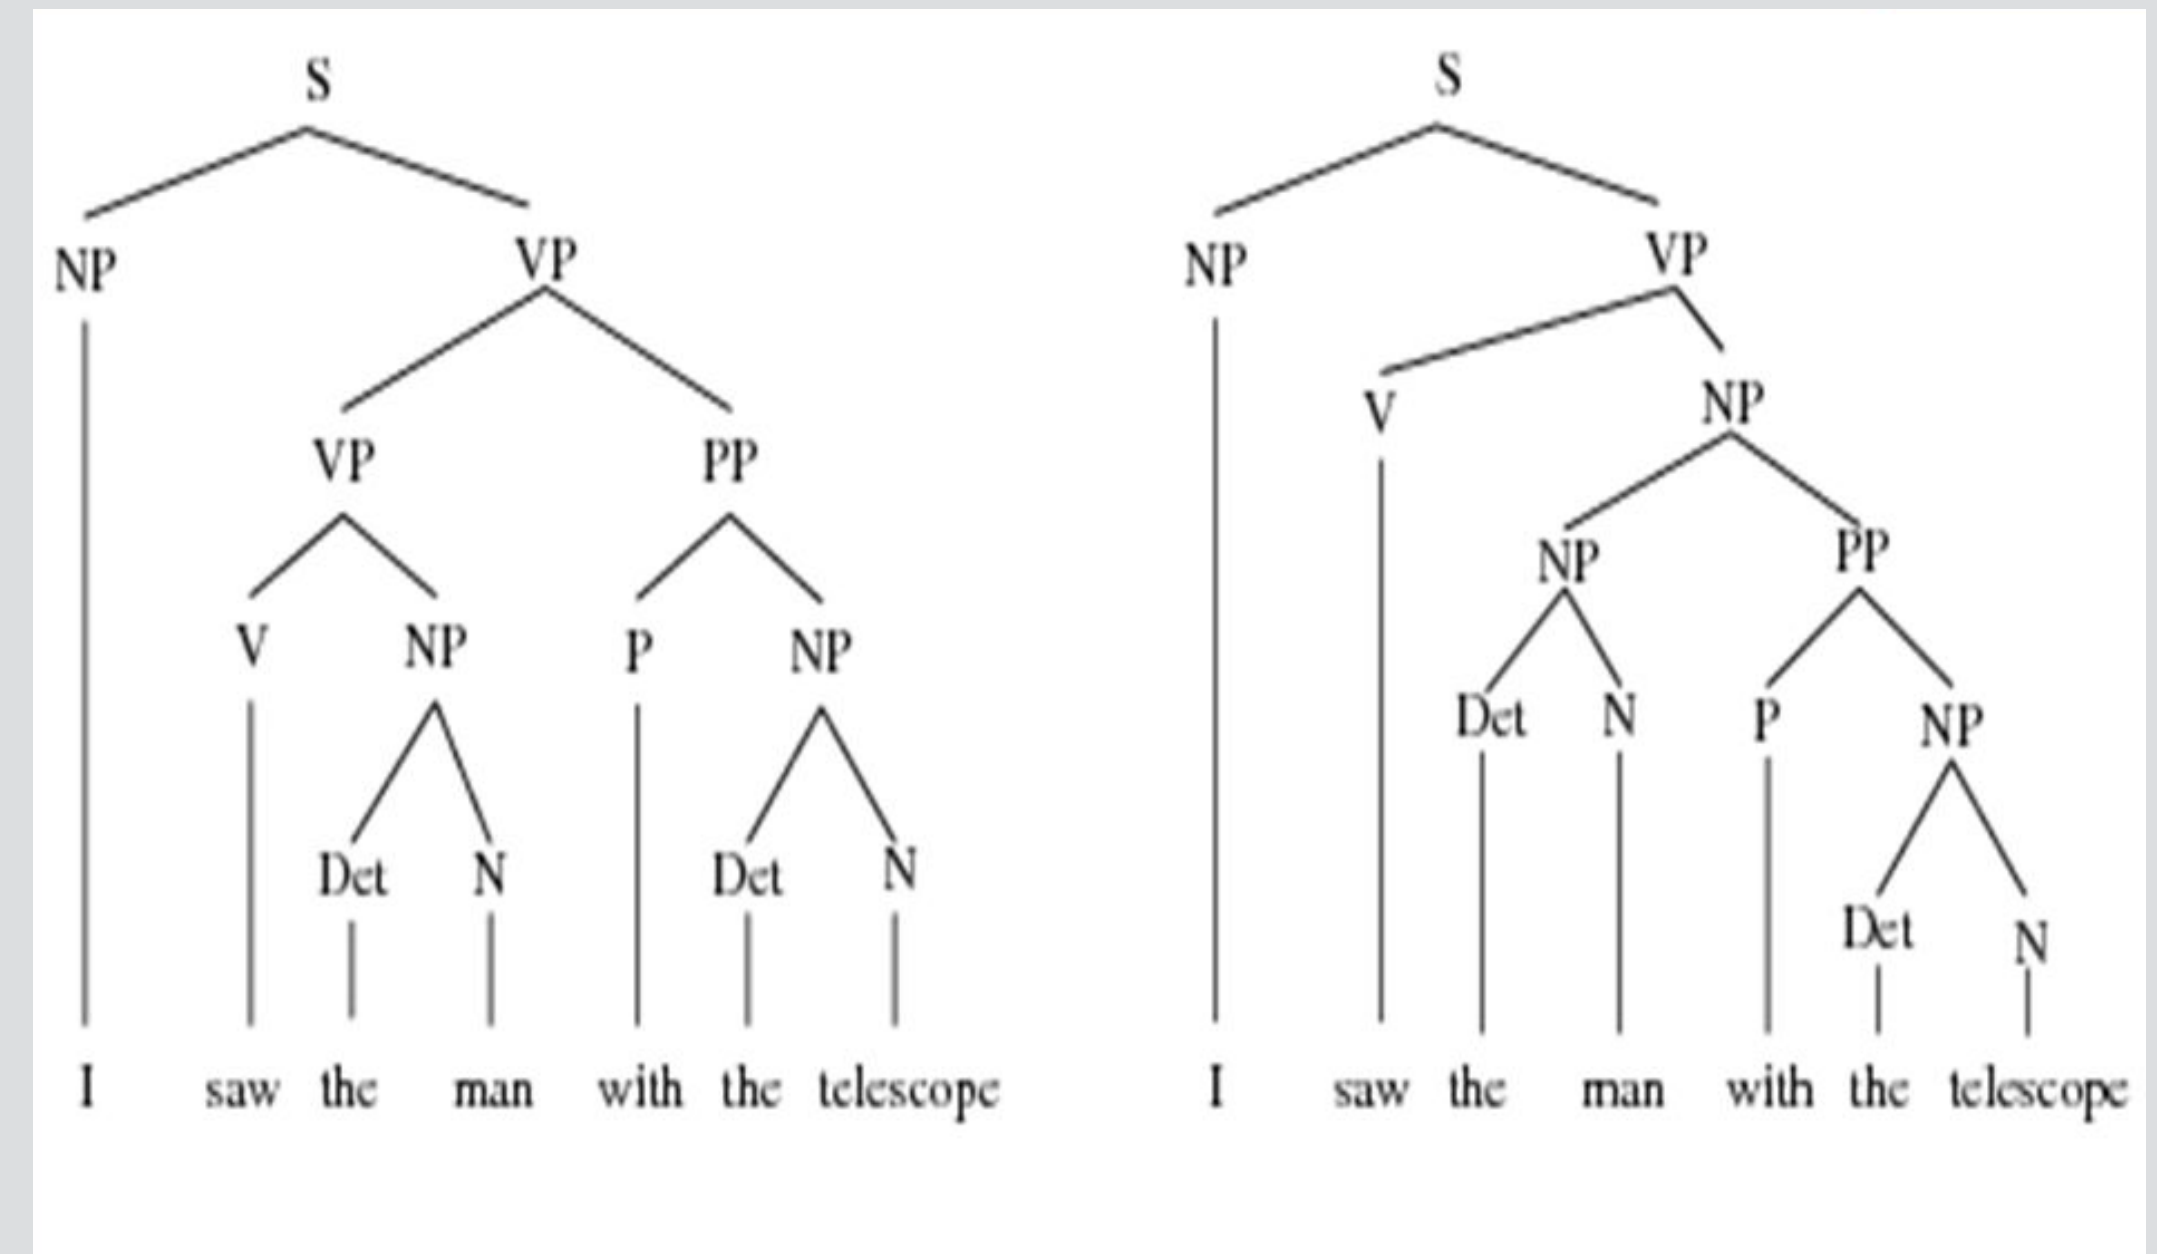 S
NP VP
VP PP
V NP P NP
Det N Det N
I saw the man with the telescope
S
NP VP
V NP
NP PP
Det N P NP
Det N
I saw the man with the telescope